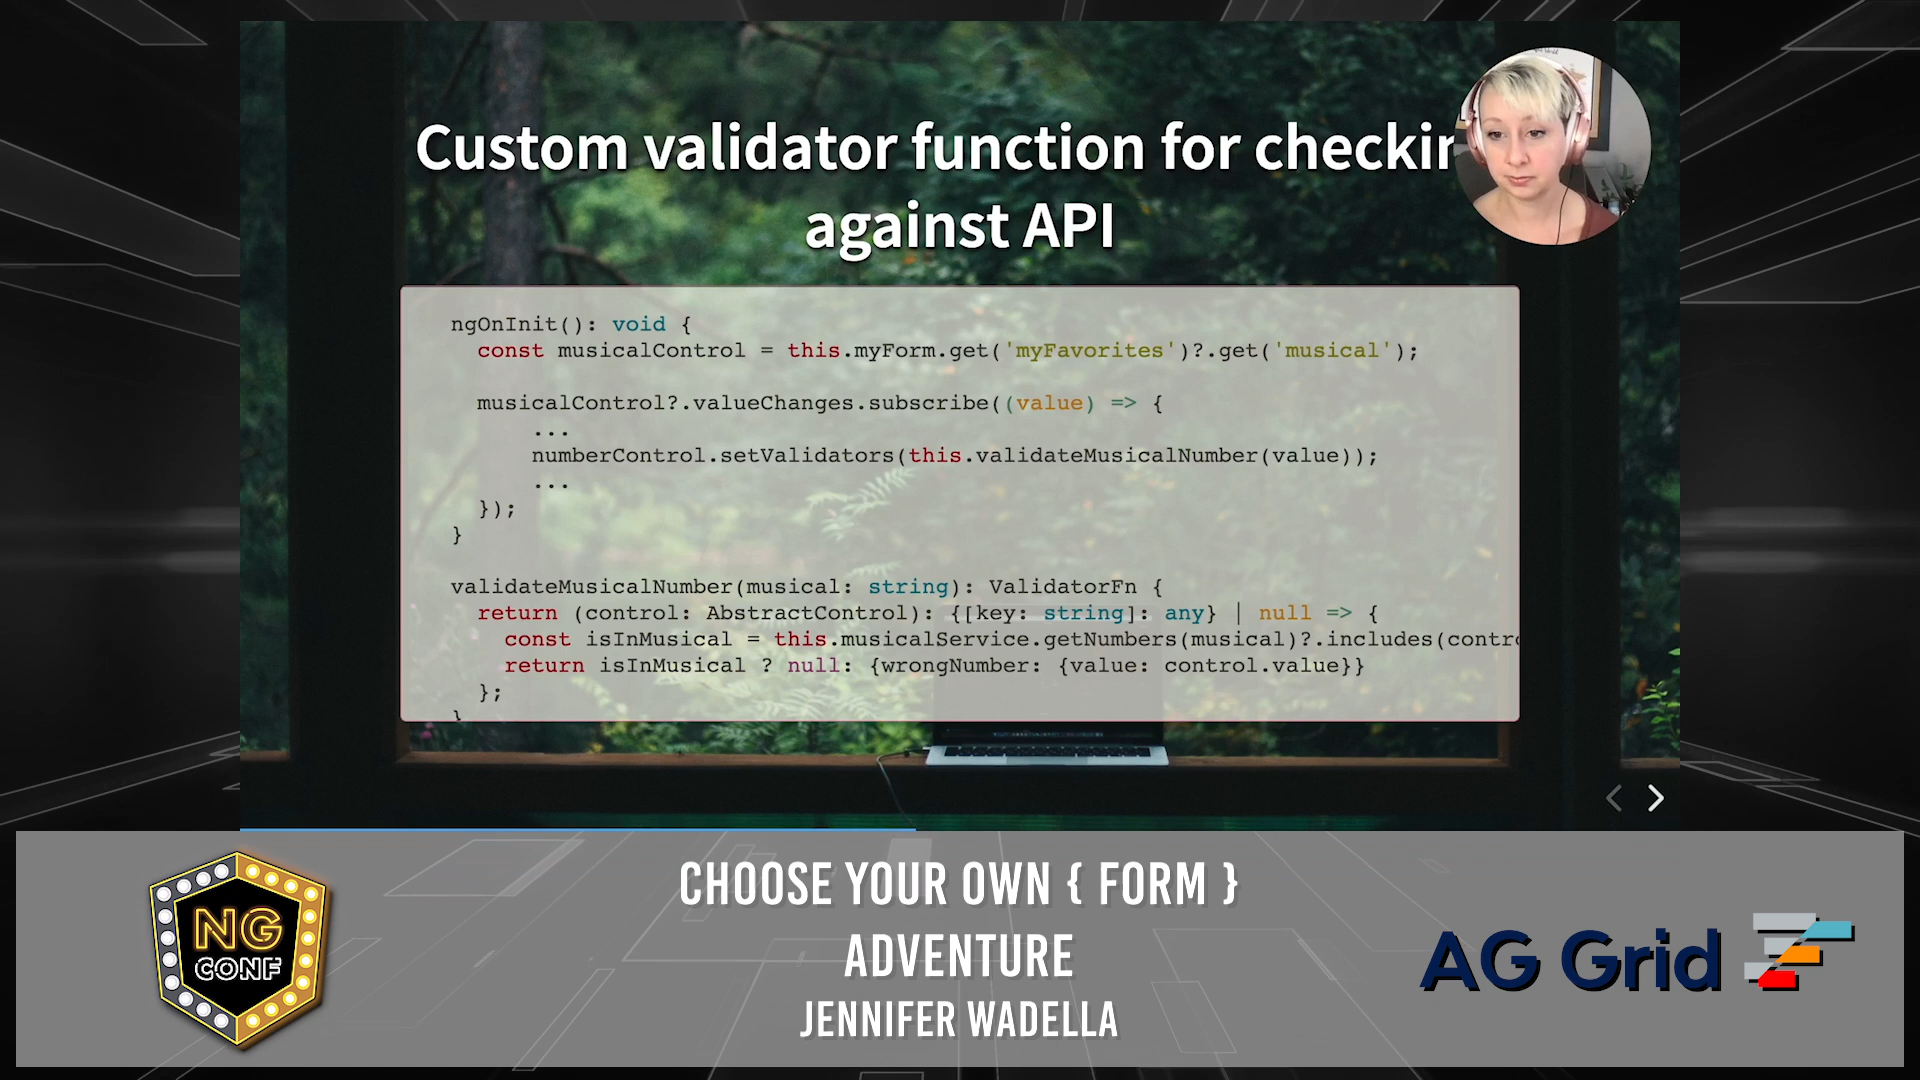 Custom validator function for checkin
against API
ngOnInit(): void {
const musicalControl = this.myForm.get('myFavorites')?.get('musical');
musicalControl?.valueChanges.subscribe((value) => {
...
numberControl.setValidators(this.validateMusicalNumber(value));
...
});
}
validateMusicalNumber(musical: string): ValidatorFn {
return (control: AbstractControl): {[key: string]: any} | null => {
const isInMusical = this.musicalService.getNumbers(musical)?.includes(contro
return isInMusical ? null: {wrongNumber: {value: control.value}}
};
}
NG
CONF
CHOOSE YOUR OWN { FORM }
ADVENTURE
JENNIFER WADELLA
AG Grid